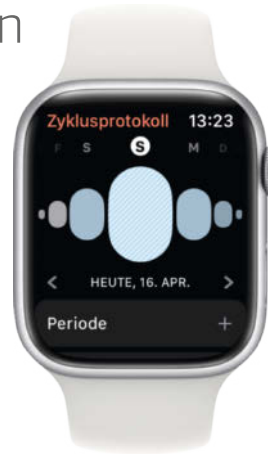 n
Zyklusprotokoll 13:23
F S S M D
< HEUTE, 16. APR. >
Periode +